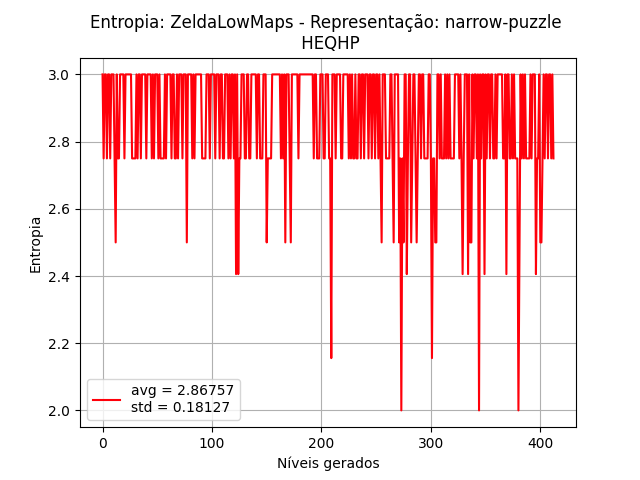 Entropia: ZeldaLowMaps - Representação: narrow-puzzle
HEQHP
Entropia
3.0
2.8
2.6
2.4
2.2
2.0
avg = 2.86757
std = 0.18127
0
100
200
300
400
Níveis gerados